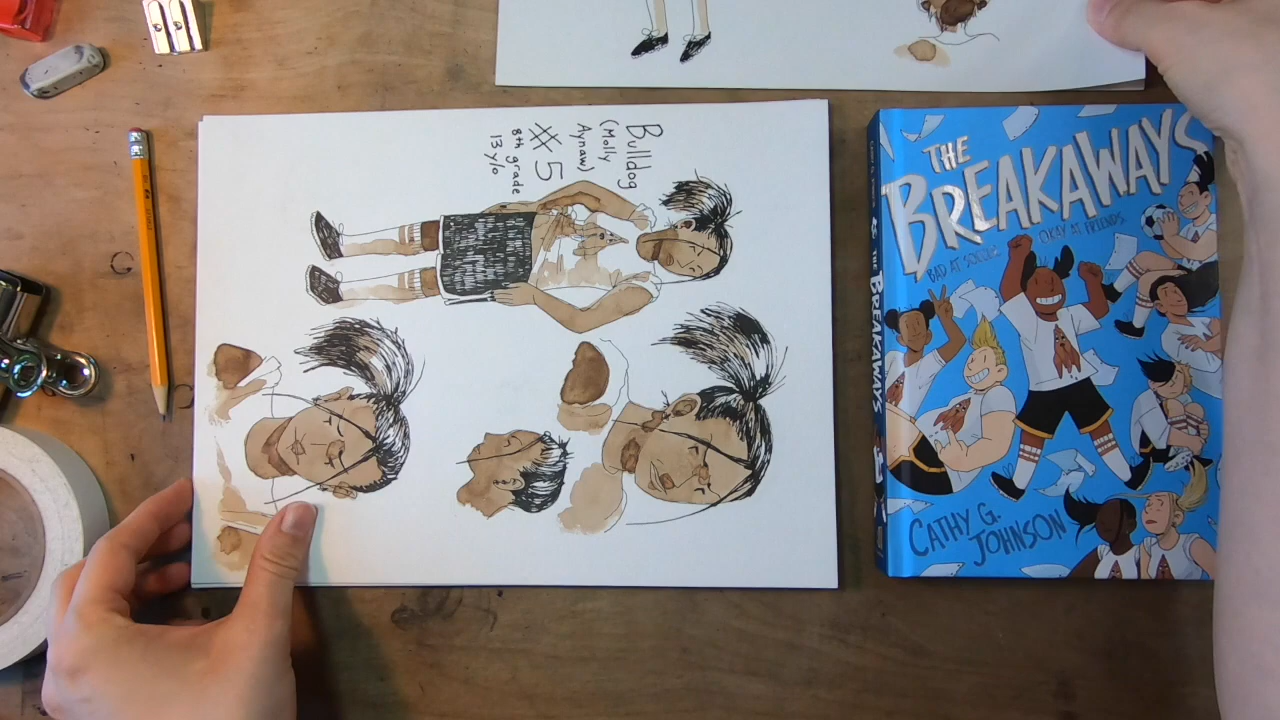 Bulldog
(Molly
Aynaw)
#5
8th grade
13 y/o
THE
BREAKAWAYS
BAD AT SOCCER
OKAY AT FRIENDS
CATHY G.
JOHNSON
THE BREAKAWAYS